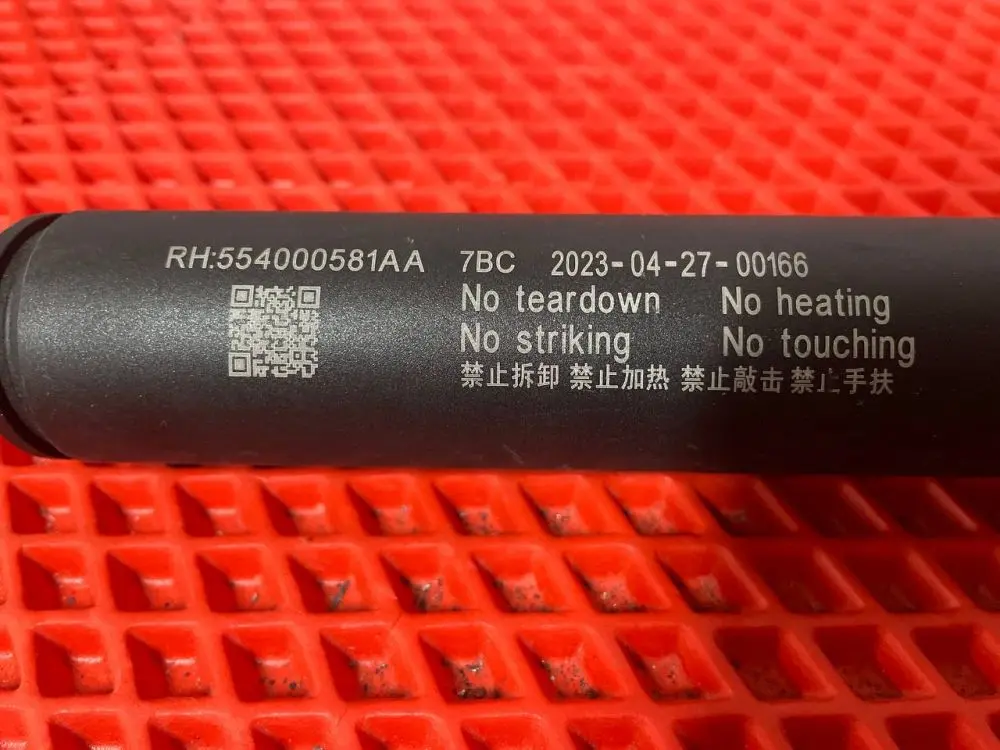 RH:554000581AA 7BC 2023-04-27-00166
No teardown No heating
No striking No touching
禁止拆卸 禁止加热 禁止敲击 禁止手扶